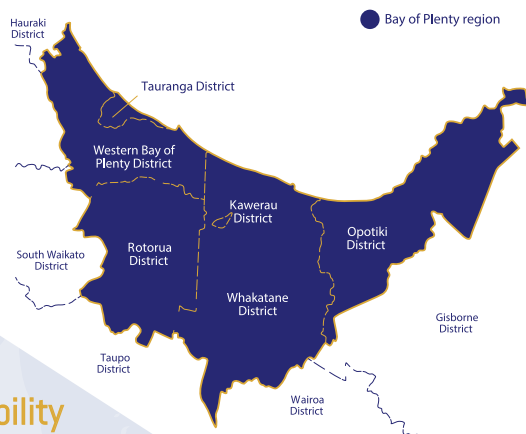 Hauraki
District
Bay of Plenty region
Tauranga District
Western Bay of
Plenty District
Kawerau
District
Opotiki
District
Rotorua
District
South Waikato
District
Whakatane
District
Gisborne
District
Taupo
District
Wairoa
District